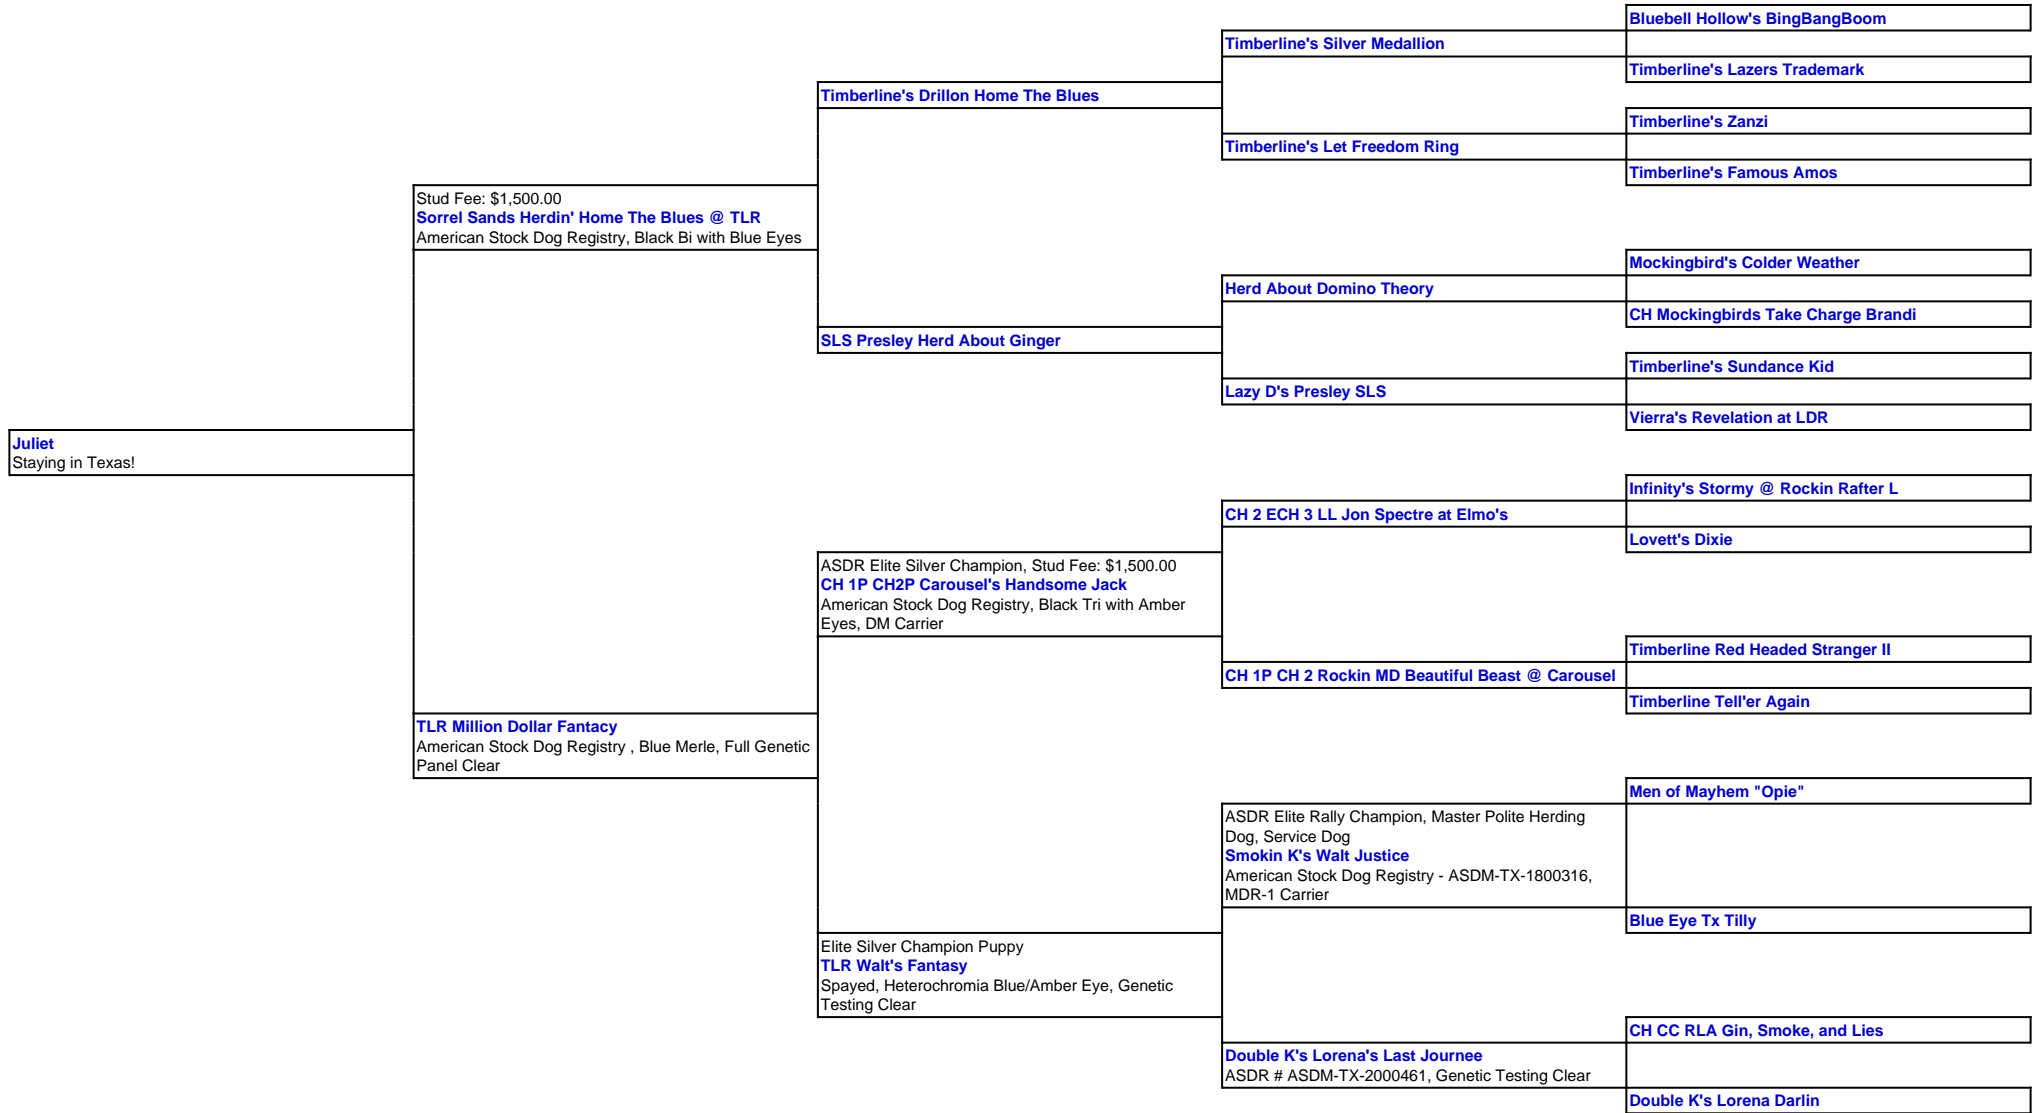 Bluebell Hollow's BingBangBoom
Timberline's Silver Medallion
Timberline's Lazers Trademark
Timberline's Drillon Home The Blues
Timberline's Zanzi
Timberline's Let Freedom Ring
Timberline's Famous Amos
Stud Fee: $1,500.00
Sorrel Sands Herdin' Home The Blues @ TLR
American Stock Dog Registry, Black Bi with Blue Eyes
Mockingbird's Colder Weather
Herd About Domino Theory
CH Mockingbirds Take Charge Brandi
SLS Presley Herd About Ginger
Timberline's Sundance Kid
Lazy D's Presley SLS
Vierra's Revelation at LDR
Juliet
Staying in Texas!
Infinity's Stormy @ Rockin Rafter L
CH 2 ECH 3 LL Jon Spectre at Elmo's
Lovett's Dixie
ASDR Elite Silver Champion, Stud Fee: $1,500.00
CH 1P CH2P Carousel's Handsome Jack
American Stock Dog Registry, Black Tri with Amber
Eyes, DM Carrier
Timberline Red Headed Stranger II
CH 1P CH 2 Rockin MD Beautiful Beast @ Carousel
Timberline Tell'er Again
TLR Million Dollar Fantacy
American Stock Dog Registry , Blue Merle, Full Genetic
Panel Clear
Men of Mayhem "Opie"
ASDR Elite Rally Champion, Master Polite Herding
Dog, Service Dog
Smokin K's Walt Justice
American Stock Dog Registry - ASDM-TX-1800316,
MDR-1 Carrier
Blue Eye Tx Tilly
Elite Silver Champion Puppy
TLR Walt's Fantasy
Spayed, Heterochromia Blue/Amber Eye, Genetic
Testing Clear
CH CC RLA Gin, Smoke, and Lies
Double K's Lorena's Last Journee
ASDR # ASDM-TX-2000461, Genetic Testing Clear
Double K's Lorena Darlin